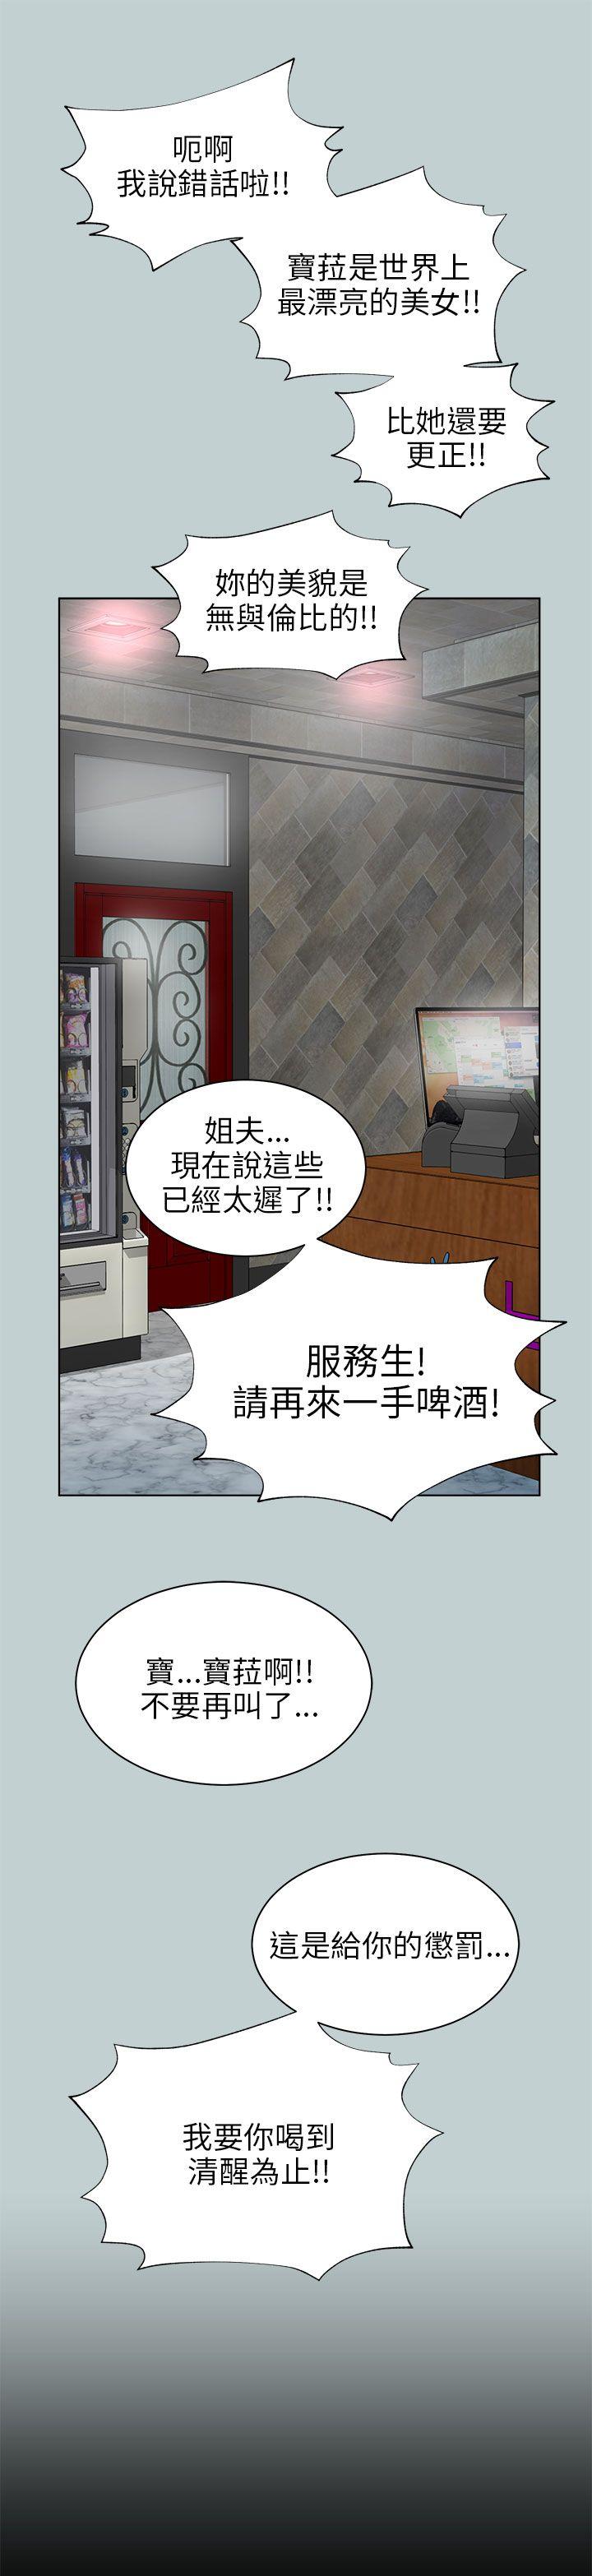 呃啊
我說錯話啦!!
寶菈是世界上
最漂亮的美女!!
比她還要
更正!!
妳的美貌是
無與倫比的!!
姐夫...
現在說這些
已經太遲了!!
服務生!
請再來一手啤酒!
寶...寶菈啊!!
不要再叫了...
這是給你的懲罰...
我要你喝到
清醒為止!!